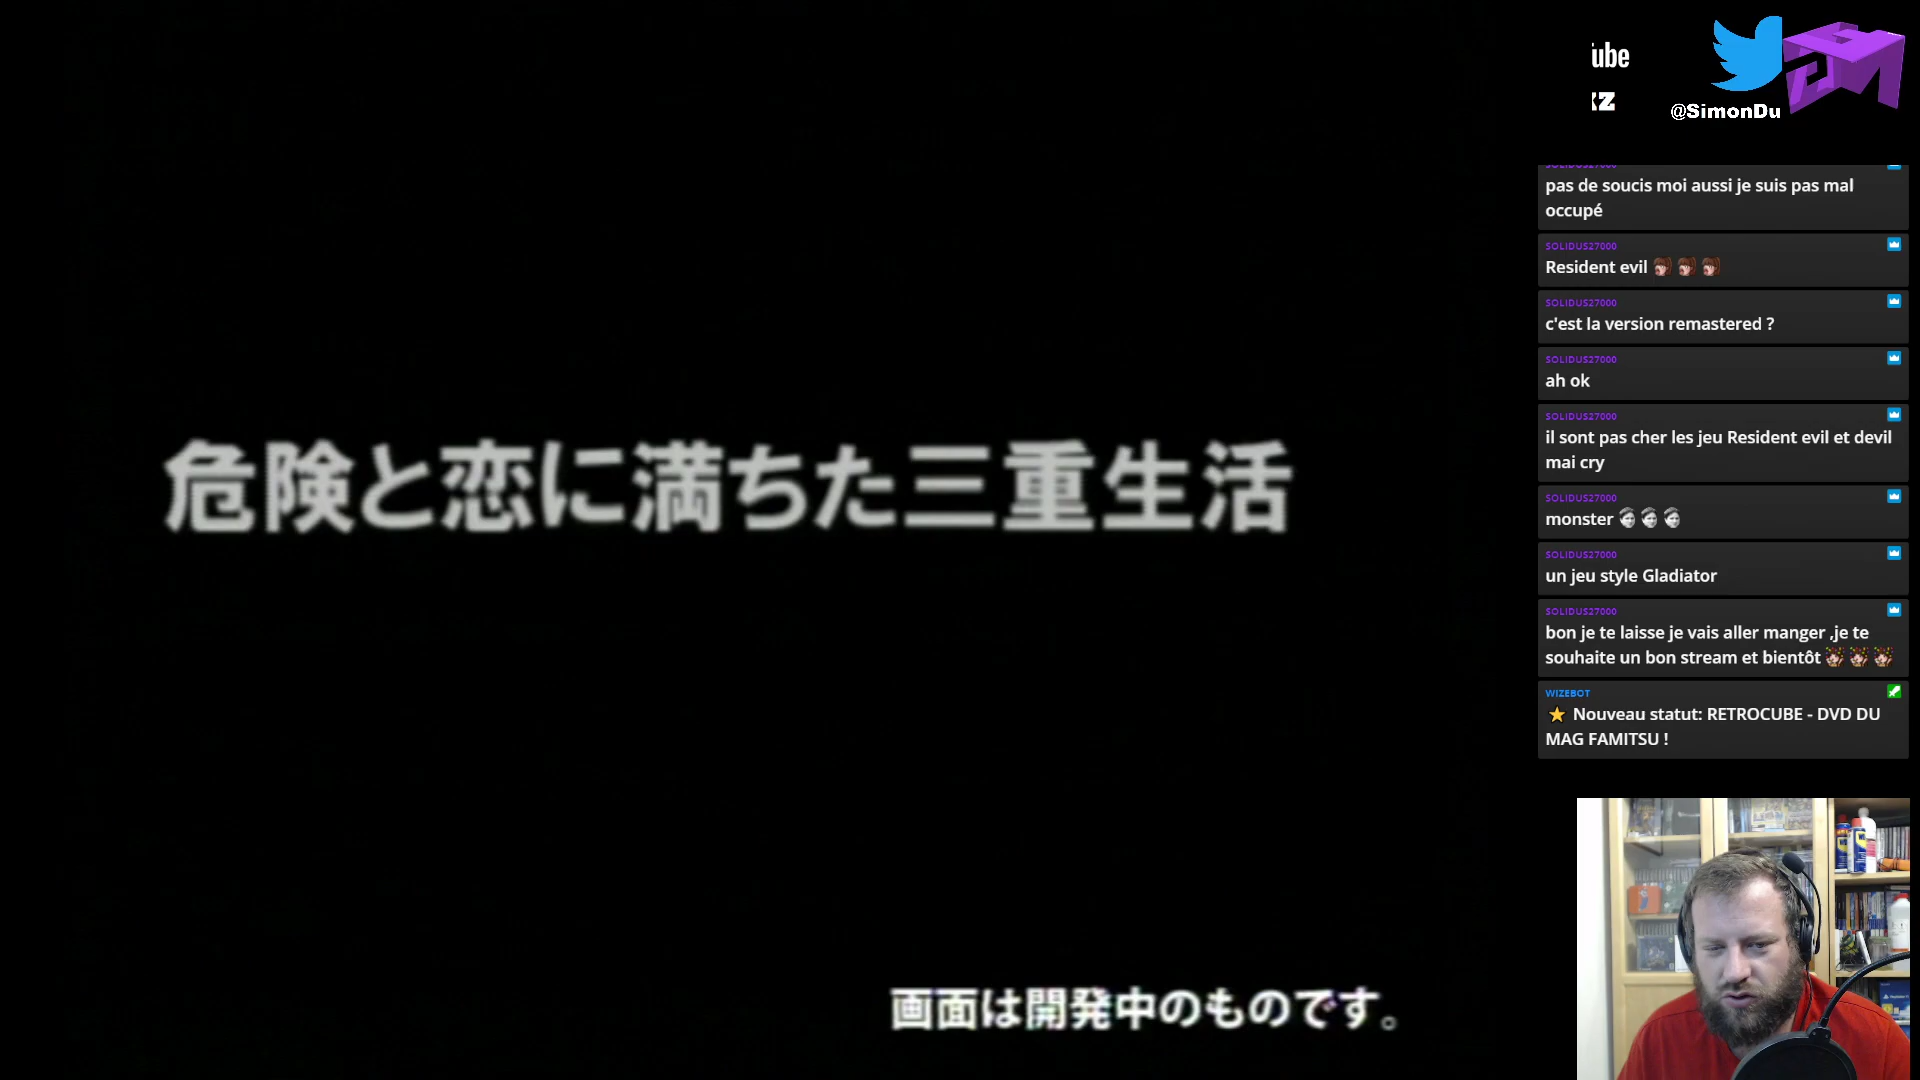 ube
z
@SimonDu
危険と恋に満ちた三重生活
画面は開発中のものです。
SOLIDUS27000
pas de soucis moi aussi je suis pas mal
occupé
SOLIDUS27000
Resident evil
SOLIDUS27000
c'est la version remastered ?
SOLIDUS27000
ah ok
SOLIDUS27000
il sont pas cher les jeu Resident evil et devil
mai cry
SOLIDUS27000
monster
SOLIDUS27000
un jeu style Gladiator
SOLIDUS27000
bon je te laisse je vais aller manger ,je te
souhaite un bon stream et bientôt
WIZEBOT
Nouveau statut: RETROCUBE - DVD DU
MAG FAMITSU !